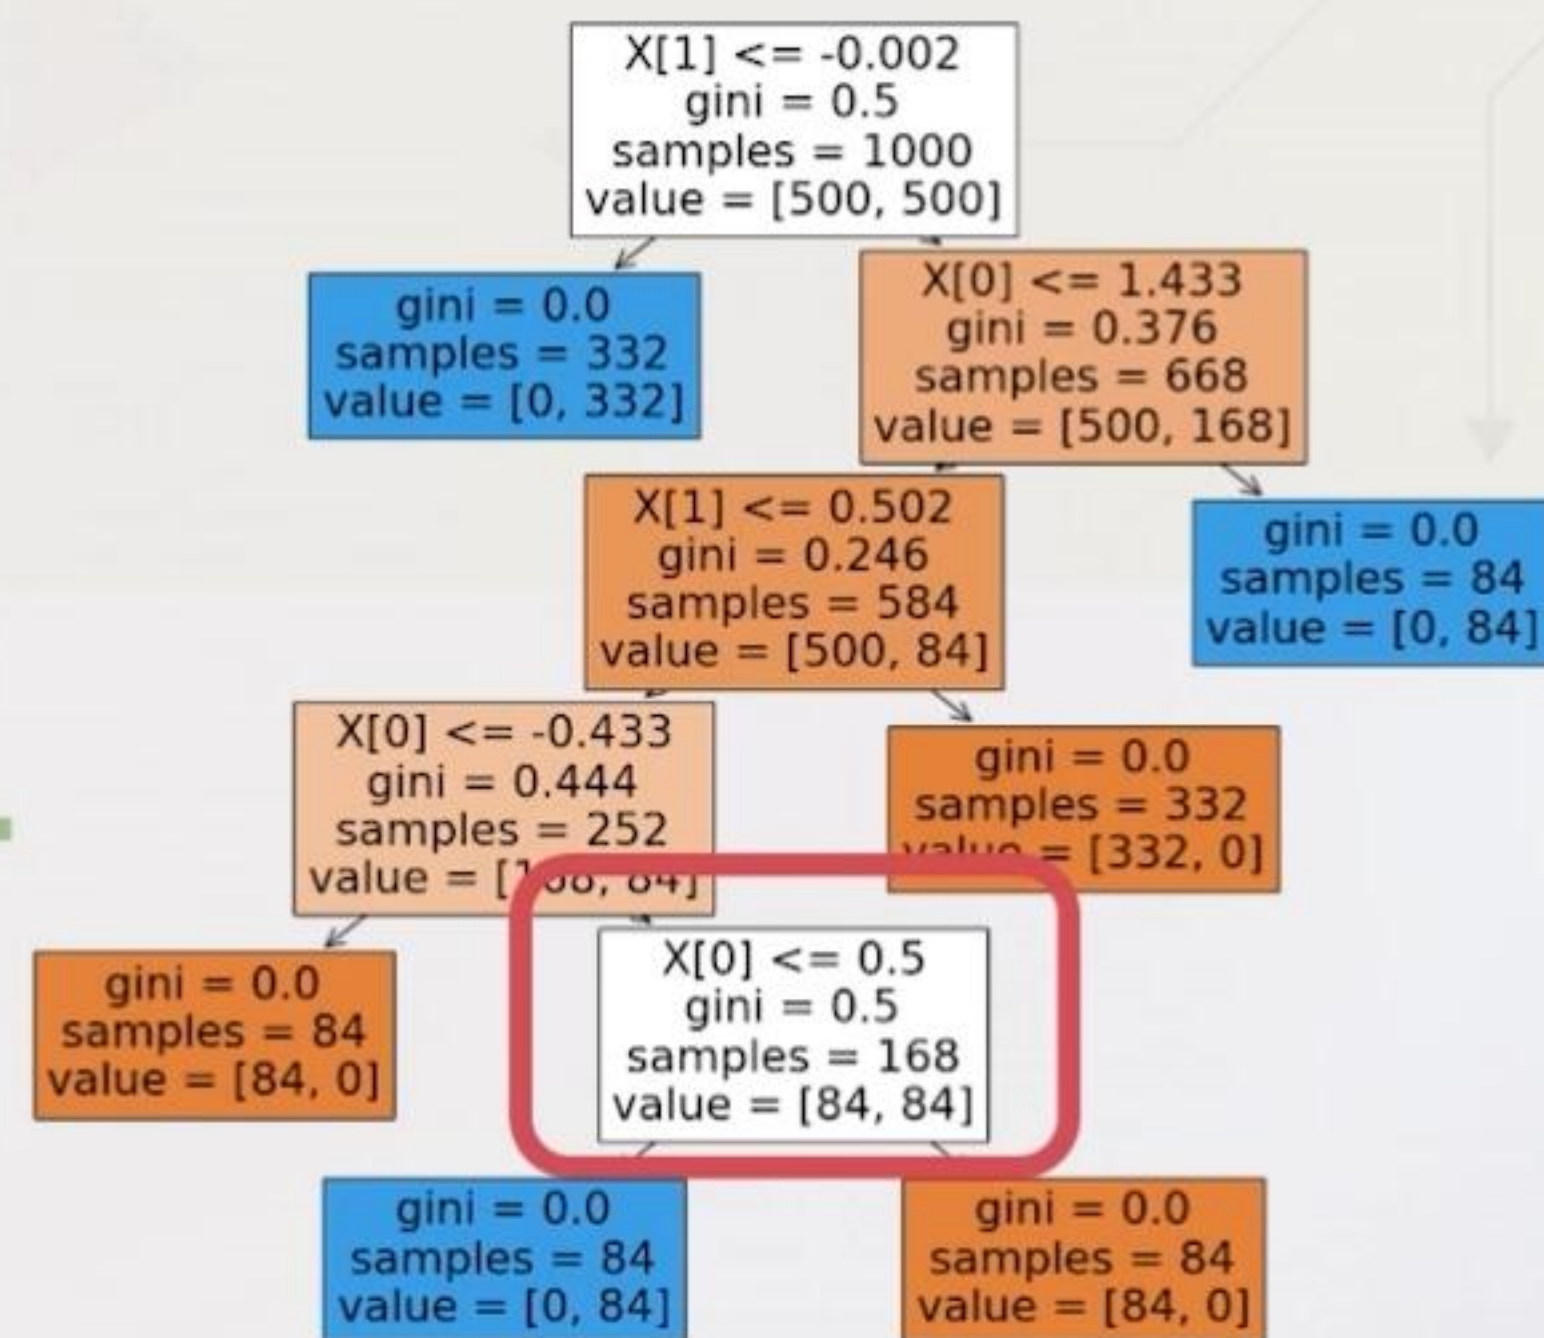 X[1] <= -0.002
gini = 0.5
samples = 1000
value = [500, 500]
gini = 0.0
samples = 332
value = [0, 332]
X[0] <= 1.433
gini = 0.376
samples = 668
value = [500, 168]
X[1] <= 0.502
gini = 0.246
samples = 584
value = [500, 84]
gini = 0.0
samples = 84
value = [0, 84]
X[0] <= -0.433
gini = 0.444
samples = 252
value = [168, 84]
gini = 0.0
samples = 332
value = [332, 0]
gini = 0.0
samples = 84
value = [84, 0]
X[0] <= 0.5
gini = 0.5
samples = 168
value = [84, 84]
gini = 0.0
samples = 84
value = [0, 84]
gini = 0.0
samples = 84
value = [84, 0]